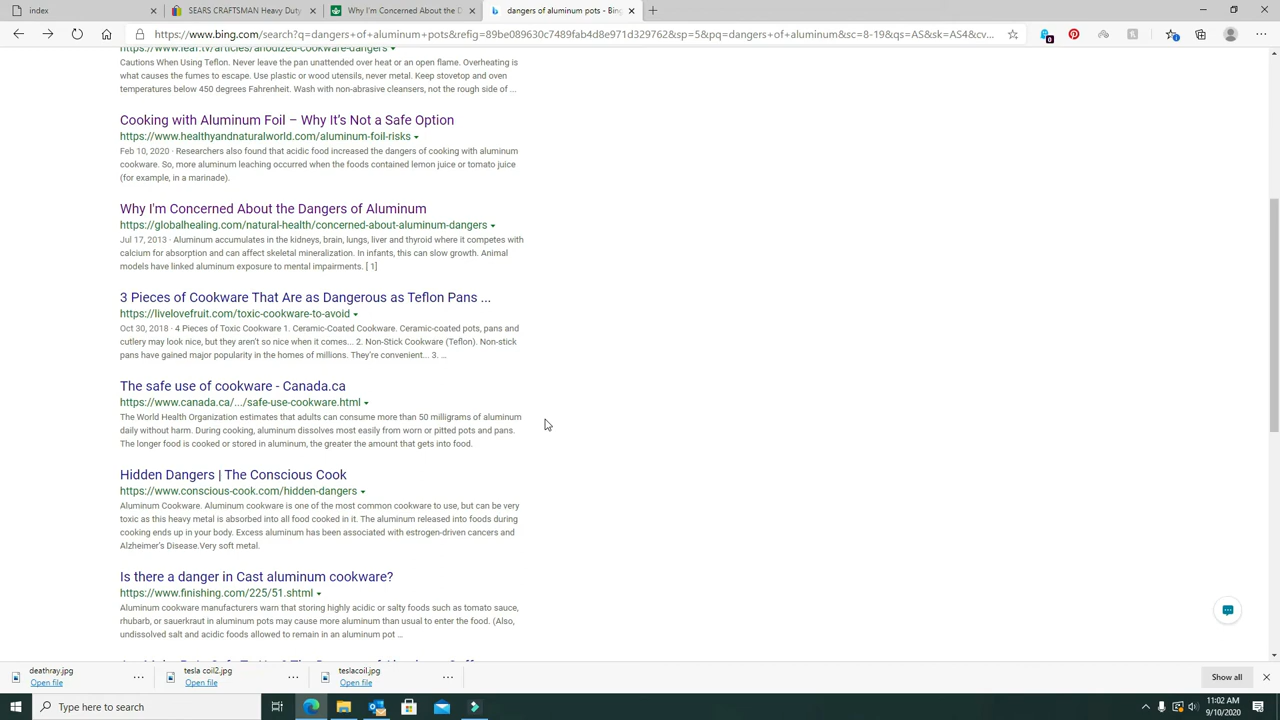 index
SEARS CRAFTSMAN Heavy Duty
Why I'm Concerned About the D
dangers of aluminum pots - Bing
https://www.bing.com/search?q=dangers+of+aluminum+pots&refig=89be089630c7489fab4d8e971d329762&sp=5&pq=dangers+of+aluminum&sc=8-19&qs=AS&sk=AS4&cv...
https://www.leaf.tv/articles/anodized-cookware-dangers
Cautions When Using Teflon. Never leave the pan unattended over heat or an open flame. Overheating is
what causes the fumes to escape. Use plastic or wood utensils, never metal. Keep stovetop and oven
temperatures below 450 degrees Fahrenheit. Wash with non-abrasive cleansers, not the rough side of ...
Cooking with Aluminum Foil – Why It's Not a Safe Option
https://www.healthyandnaturalworld.com/aluminum-foil-risks
Feb 10, 2020 · Researchers also found that acidic food increased the dangers of cooking with aluminum
cookware. So, more aluminum leaching occurred when the foods contained lemon juice or tomato juice
(for example, in a marinade).
Why I'm Concerned About the Dangers of Aluminum
https://globalhealing.com/natural-health/concerned-about-aluminum-dangers
Jul 17, 2013 · Aluminum accumulates in the kidneys, brain, lungs, liver and thyroid where it competes with
calcium for absorption and can affect skeletal mineralization. In infants, this can slow growth. Animal
models have linked aluminum exposure to mental impairments. [ 1]
3 Pieces of Cookware That Are as Dangerous as Teflon Pans ...
https://livelovefruit.com/toxic-cookware-to-avoid
Oct 30, 2018 · 4 Pieces of Toxic Cookware 1. Ceramic-Coated Cookware. Ceramic-coated pots, pans and
cutlery may look nice, but they aren't so nice when it comes... 2. Non-Stick Cookware (Teflon). Non-stick
pans have gained major popularity in the homes of millions. They're convenient... 3. ...
The safe use of cookware - Canada.ca
https://www.canada.ca/.../safe-use-cookware.html
The World Health Organization estimates that adults can consume more than 50 milligrams of aluminum
daily without harm. During cooking, aluminum dissolves most easily from worn or pitted pots and pans.
The longer food is cooked or stored in aluminum, the greater the amount that gets into food.
Hidden Dangers | The Conscious Cook
https://www.conscious-cook.com/hidden-dangers
Aluminum Cookware. Aluminum cookware is one of the most common cookware to use, but can be very
toxic as this heavy metal is absorbed into all food cooked in it. The aluminum released into foods during
cooking ends up in your body. Excess aluminum has been associated with estrogen-driven cancers and
Alzheimer's Disease.Very soft metal.
Is there a danger in Cast aluminum cookware?
https://www.finishing.com/225/51.shtml
Aluminum cookware manufacturers warn that storing highly acidic or salty foods such as tomato sauce,
rhubarb, or sauerkraut in aluminum pots may cause more aluminum than usual to enter the food. (Also,
undissolved salt and acidic foods allowed to remain in an aluminum pot ...
deathray.jpg
Open file
tesla coil2.jpg
Open file
teslacoil.jpg
Open file
Show all
Type here to search
11:02 AM
9/10/2020